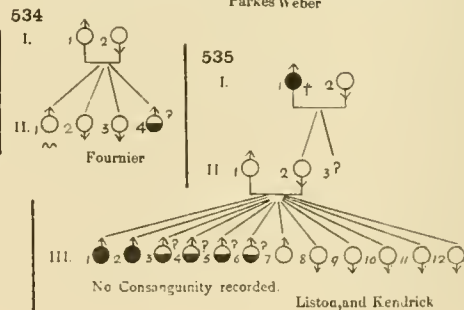 Parkes Weber
534
I.
1 2
II. 1 2 3 4 ?
Fournier
535
I.
1 † 2
II 1 2 3 ?
III. 1 2 3 ? 4 ? 5 ? 6 ? 7 8 9 10 11 12
No Consanguinity recorded.
Liston, and Kendrick